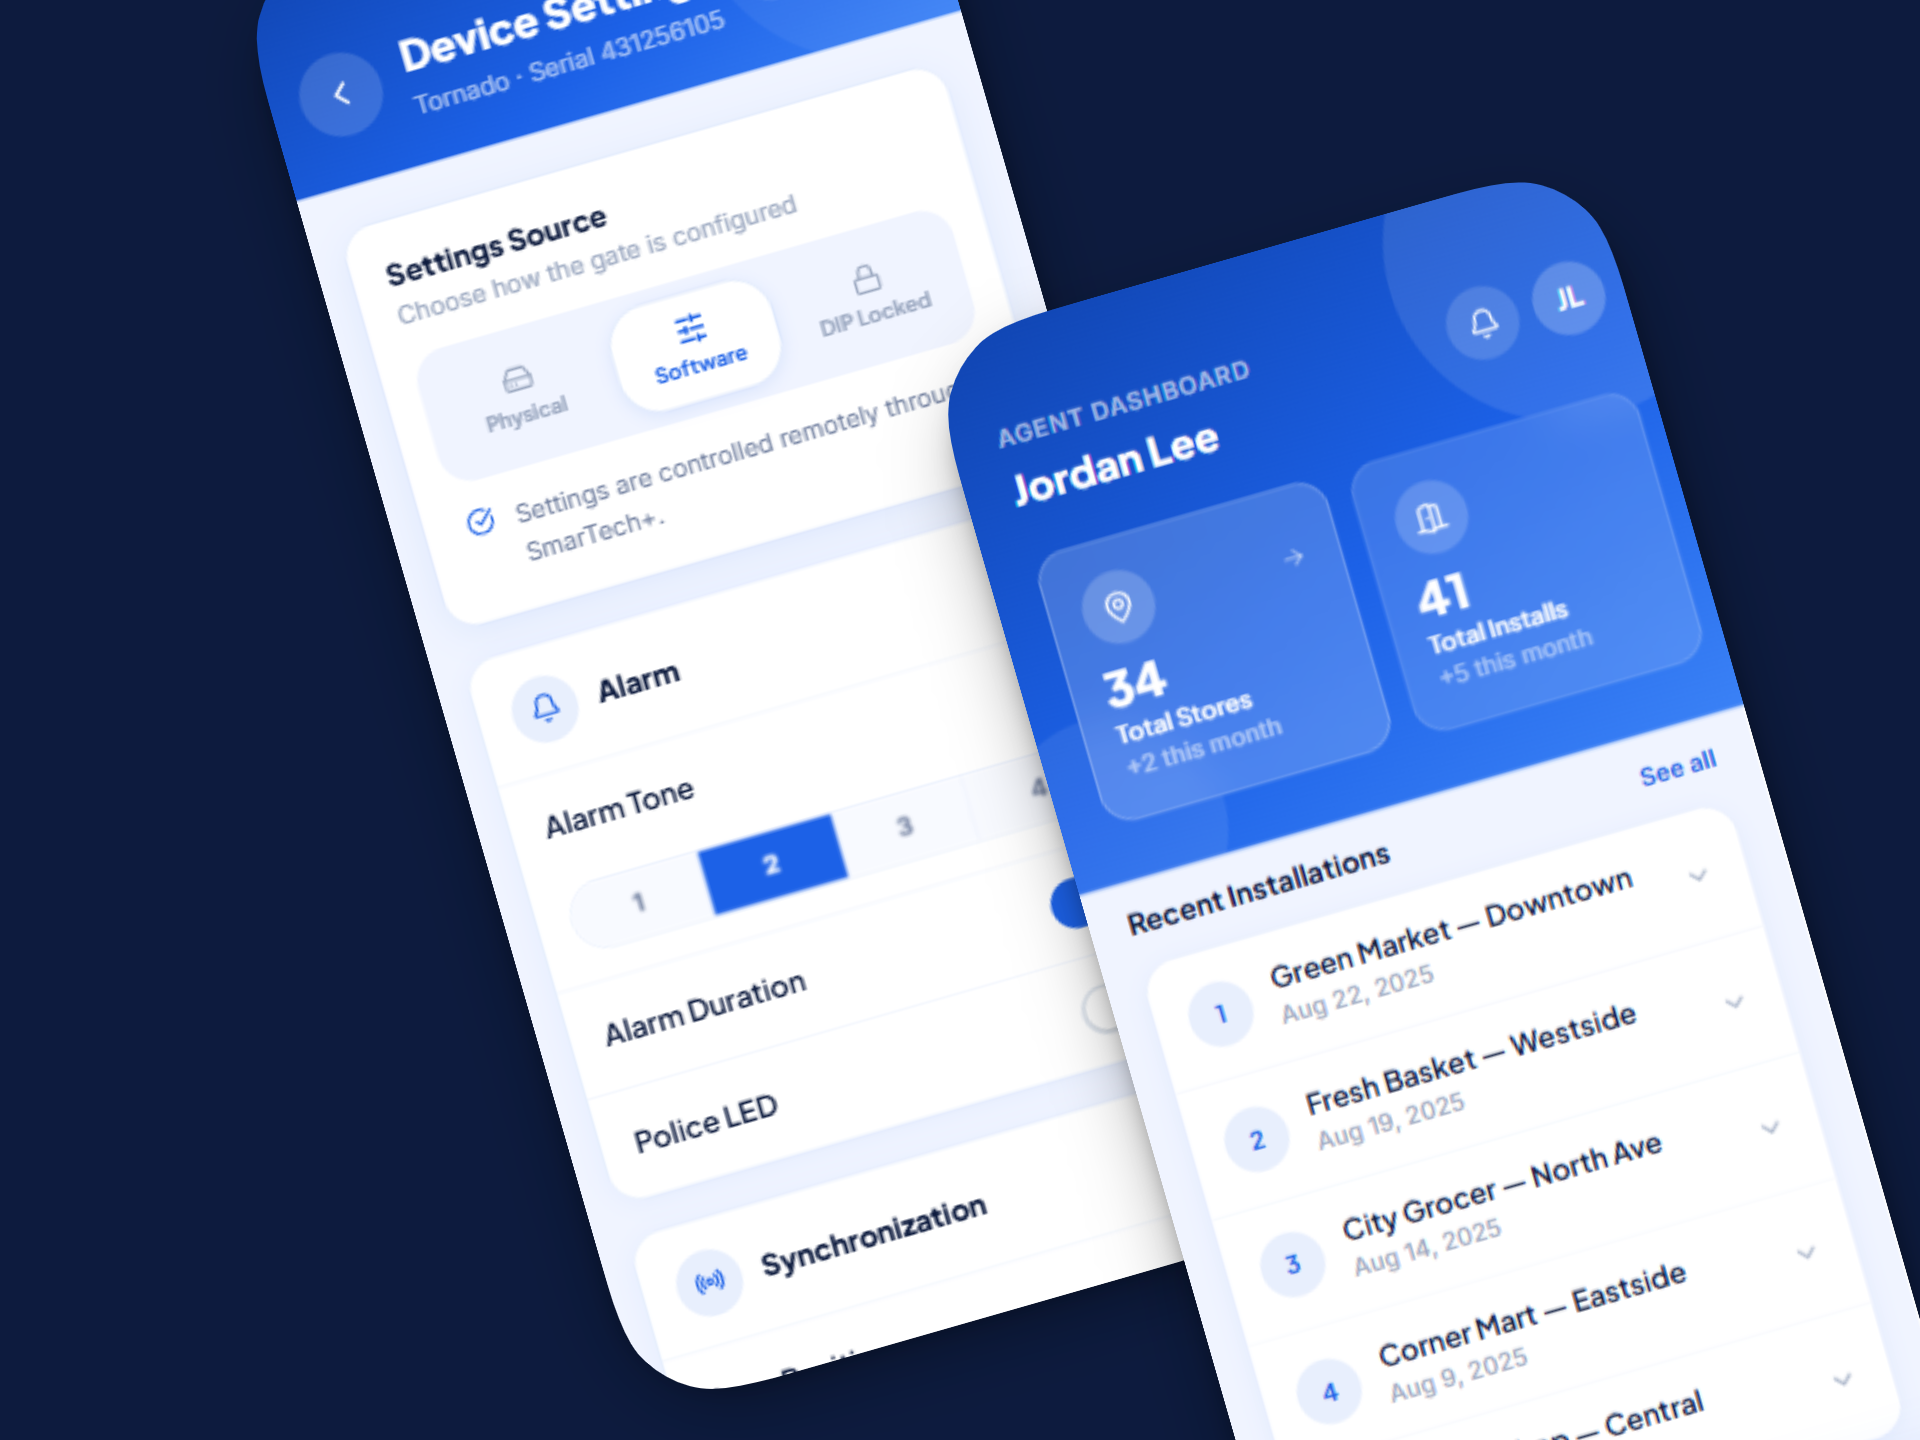 Device
Tornado · Serial 431256105
Settings Source
Choose how the gate is configured
Physical
Software
DIP Locked
Settings are controlled remotely
SmarTech+.
Alarm
Alarm Tone
1
2
3
4
Alarm Duration
Police LED
Synchronization
JL
AGENT DASHBOARD
Jordan Lee
34
Total Stores
+2 this month
41
Total Installs
+5 this month
Recent Installations
See all
1
Green Market — Downtown
Aug 22, 2025
2
Fresh Basket — Westside
Aug 19, 2025
3
City Grocer — North Ave
Aug 14, 2025
4
Corner Mart — Eastside
Aug 9, 2025
— Central